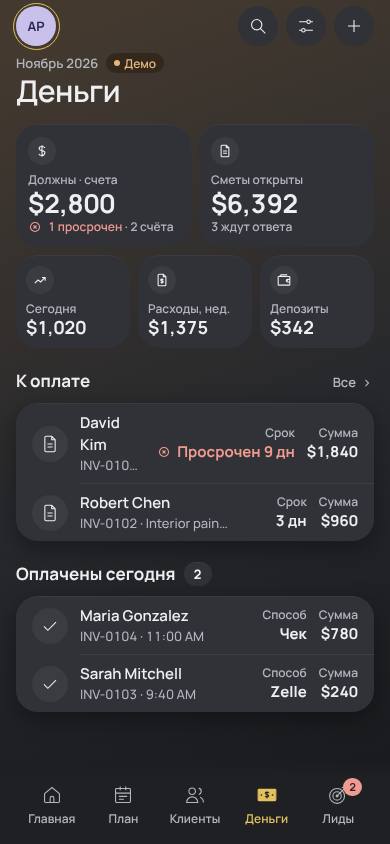 AP
Ноябрь 2026 Демо
Деньги
$
Должны · счета
$2,800
1 просрочен · 2 счёта
Сметы открыты
$6,392
3 ждут ответа
Сегодня
$1,020
Расходы, нед.
$1,375
Депозиты
$342
К оплате
Все
David
Kim
INV-010…
Срок
Просрочен 9 дн
Сумма
$1,840
Robert Chen
INV-0102 · Interior pain…
Срок
3 дн
Сумма
$960
Оплачены сегодня 2
Maria Gonzalez
INV-0104 · 11:00 AM
Способ
Чек
Сумма
$780
Sarah Mitchell
INV-0103 · 9:40 AM
Способ
Zelle
Сумма
$240
Главная
План
Клиенты
Деньги
2
Лиды